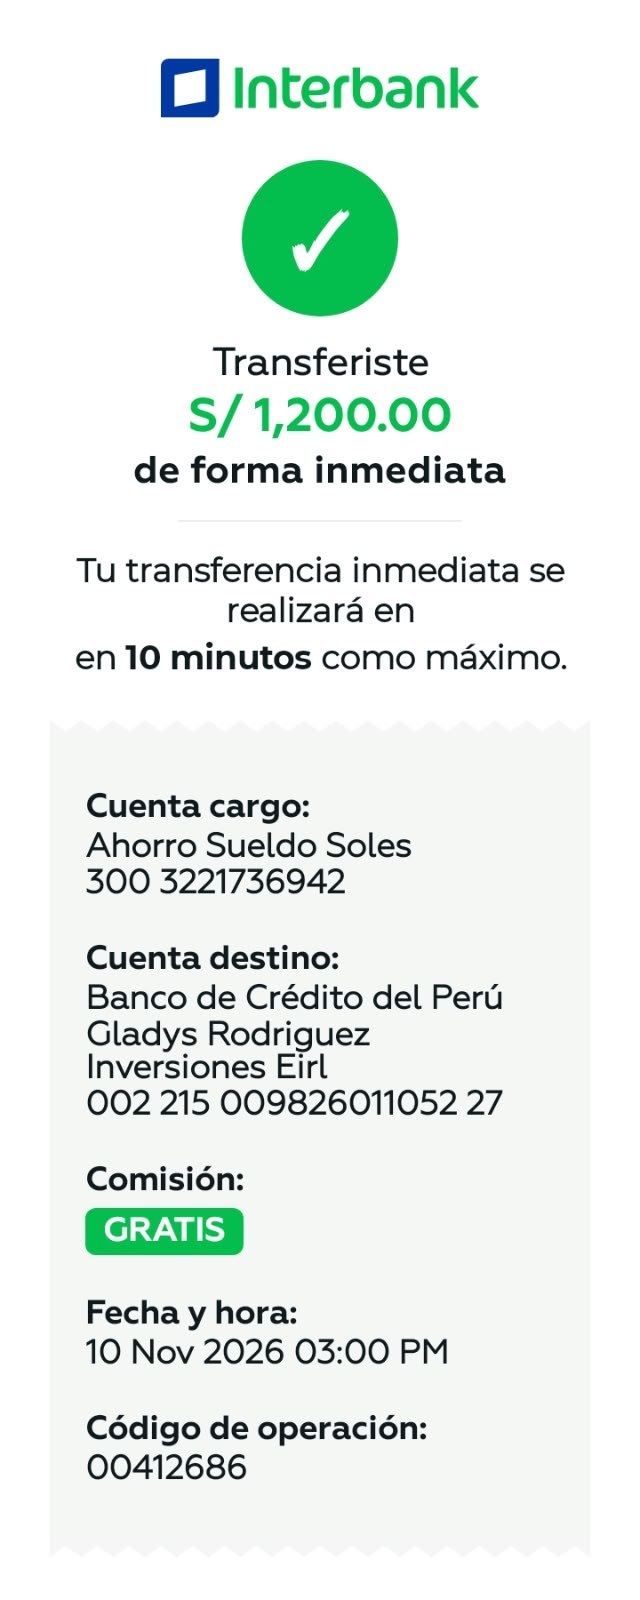 Interbank
Transferiste
S/ 1,200.00
de forma inmediata
Tu transferencia inmediata se
realizará en
en 10 minutos como máximo.
Cuenta cargo:
Ahorro Sueldo Soles
300 3221736942
Cuenta destino:
Banco de Crédito del Perú
Gladys Rodriguez
Inversiones Eirl
002 215 009826011052 27
Comisión:
GRATIS
Fecha y hora:
10 Nov 2026 03:00 PM
Código de operación:
00412686